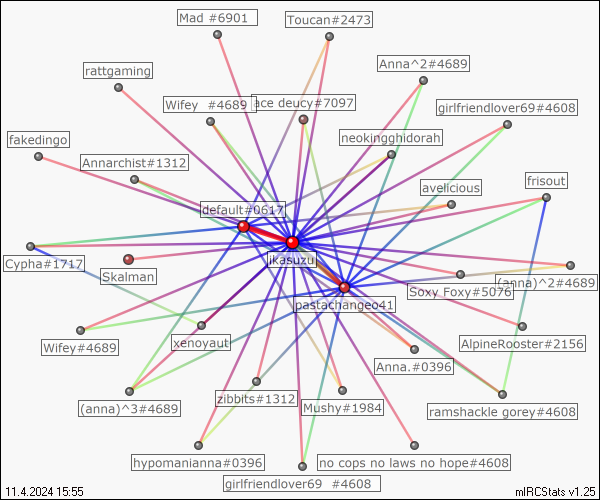 Mad #6901
Toucan#2473
rattgaming
Anna^2#4689
Wifey  #4689
ace deucy#7097
girlfriendlover69#4608
fakedingo
neokingghidorah
Annarchist#1312
avelicious
frisout
default#0617
ikasuzu
Cypha#1717
Skalman
Soxy Foxy#5076
(anna)^2#4689
pastachangeo41
Wifey#4689
xenoyaut
AlpineRooster#2156
Anna.#0396
(anna)^3#4689
zibbits#1312
Mushy#1984
ramshackle gorey#4608
hypomanianna#0396
no cops no laws no hope#4608
girlfriendlover69  #4608
11.4.2024 15:55
mIRCStats v1.25